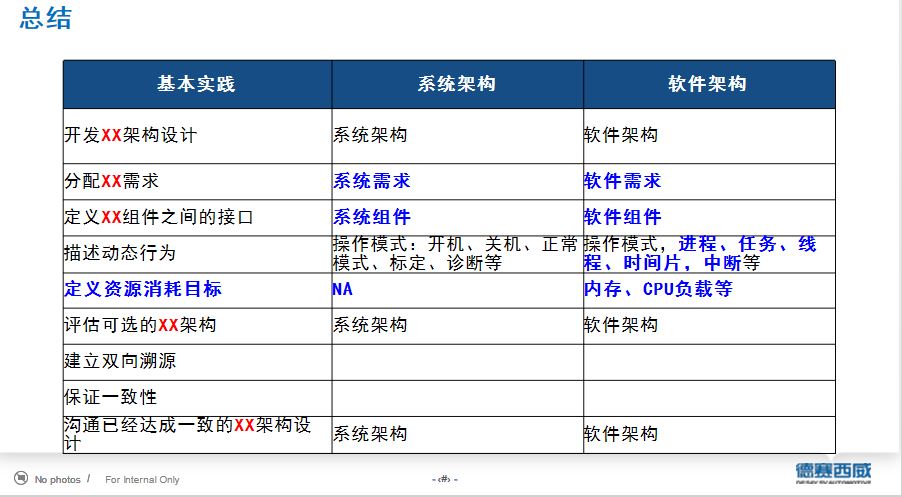 总结
基本实践 系统架构 软件架构
开发XX架构设计 系统架构 软件架构
分配XX需求 系统需求 软件需求
定义XX组件之间的接口 系统组件 软件组件
描述动态行为
操作模式：开机、关机、正常
模式、标定、诊断等
操作模式，进程、任务、线
程、时间片，中断等
定义资源消耗目标 NA 内存、CPU负载等
评估可选的XX架构 系统架构 软件架构
建立双向溯源
保证一致性
沟通已经达成一致的XX架构设
计
系统架构 软件架构
No photos / For Internal Only
- ‹#› -
德赛西威
DESAY SV AUTOMOTIVE